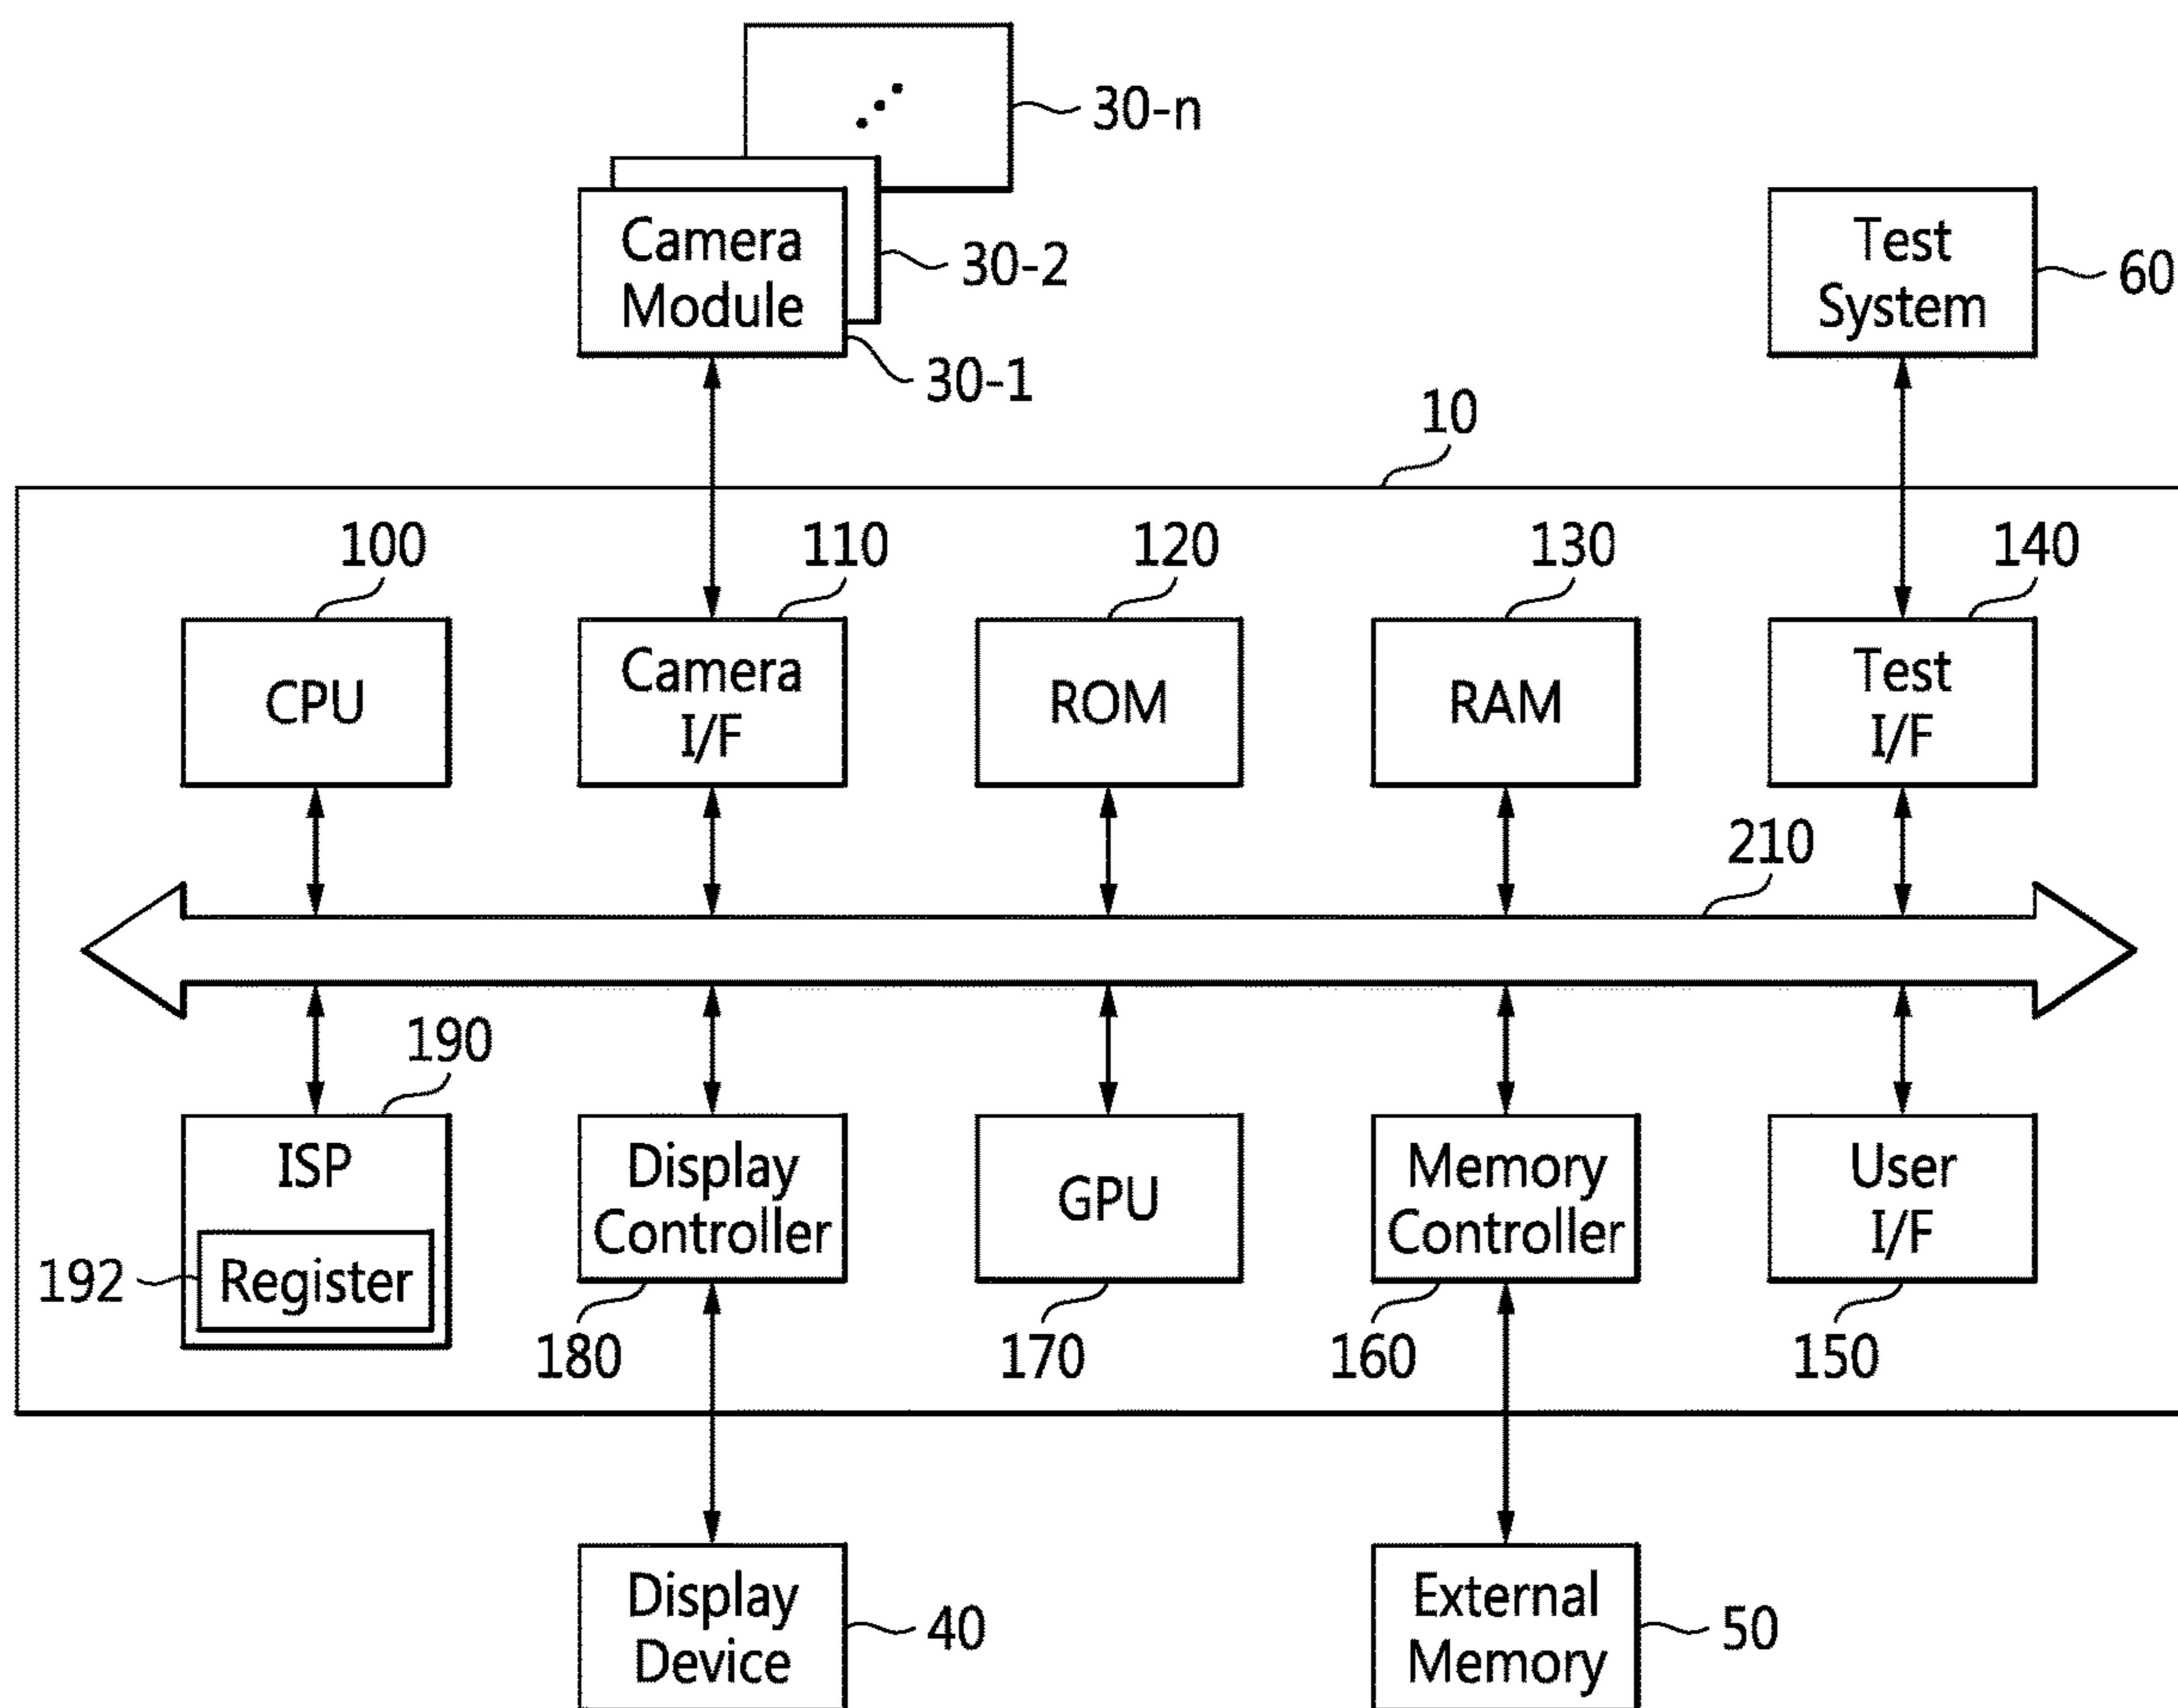 30-n
Camera
Module
30-2
30-1
Test
System
60
10
100
110
120
130
140
CPU
Camera
I/F
ROM
RAM
Test
I/F
210
190
ISP
Register
192
Display
Controller
180
GPU
170
Memory
Controller
160
User
I/F
150
Display
Device
40
External
Memory
50